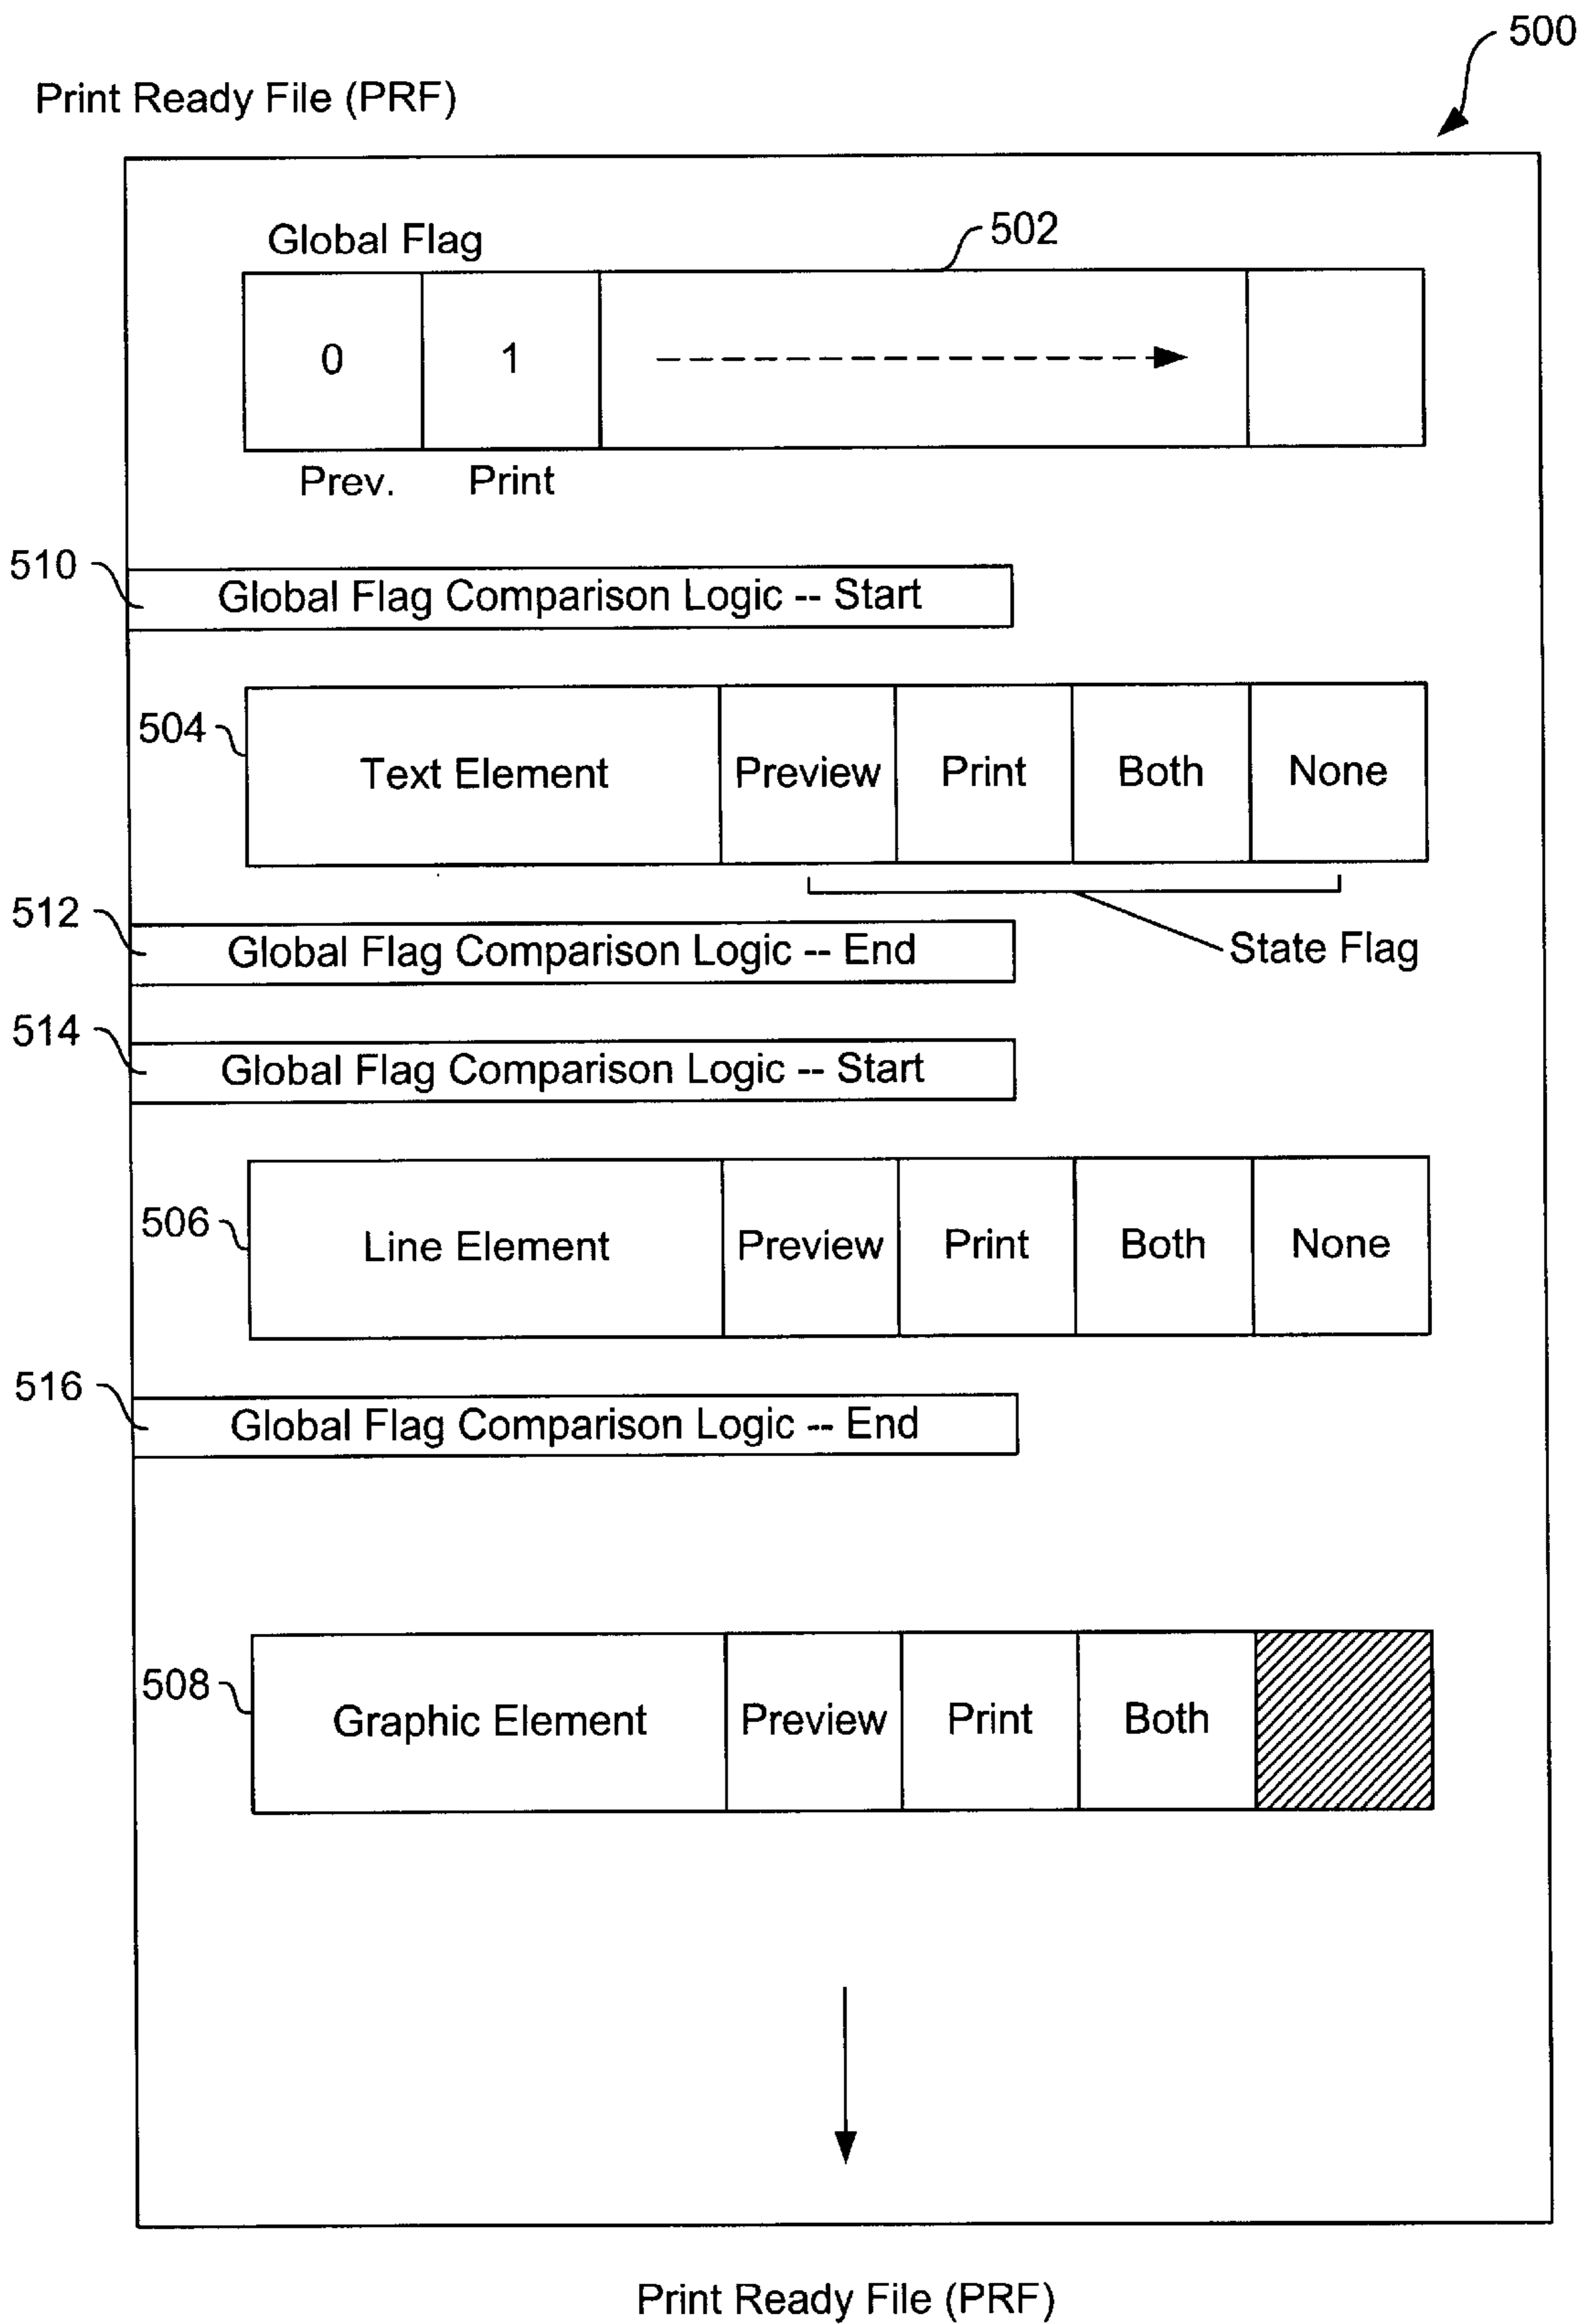 500
Print Ready File (PRF)
Global Flag
502
0 1
Prev. Print
510
Global Flag Comparison Logic -- Start
504
Text Element Preview Print Both None
512
Global Flag Comparison Logic -- End
State Flag
514
Global Flag Comparison Logic -- Start
506
Line Element Preview Print Both None
516
Global Flag Comparison Logic -- End
508
Graphic Element Preview Print Both
Print Ready File (PRF)